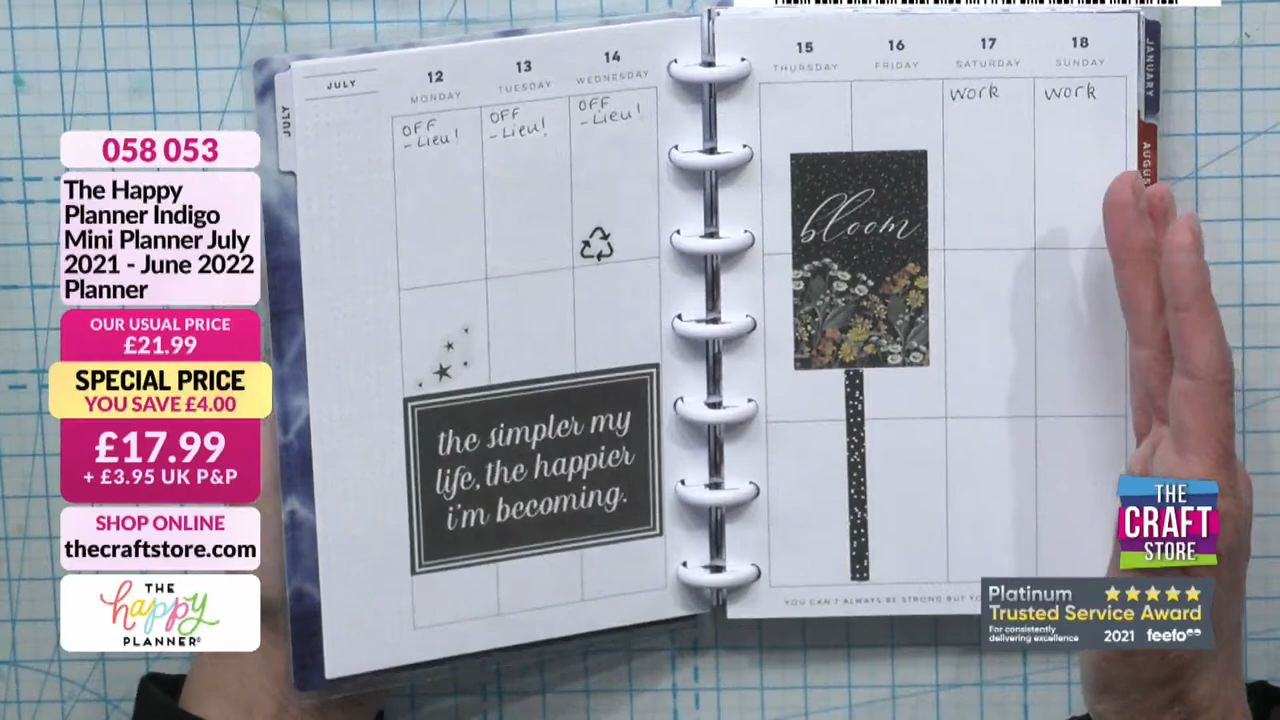 058 053
The Happy
Planner Indigo
Mini Planner July
2021 - June 2022
Planner
OUR USUAL PRICE
£21.99
SPECIAL PRICE
YOU SAVE £4.00
£17.99
+ £3.95 UK P&P
SHOP ONLINE
thecraftstore.com
THE
happy
PLANNER®
JULY
JULY
12
MONDAY
OFF
- Lieu!
13
TUESDAY
OFF
- Lieu!
14
WEDNESDAY
OFF
- Lieu!
the simpler my
life, the happier
i'm becoming.
15
THURSDAY
16
FRIDAY
17
SATURDAY
work
18
SUNDAY
work
bloom
YOU CAN'T ALWAYS BE STRONG BUT
JANUARY
THE
CRAFT
STORE
Platinum
Trusted Service Award
For consistently
delivering excellence
2021 feefo